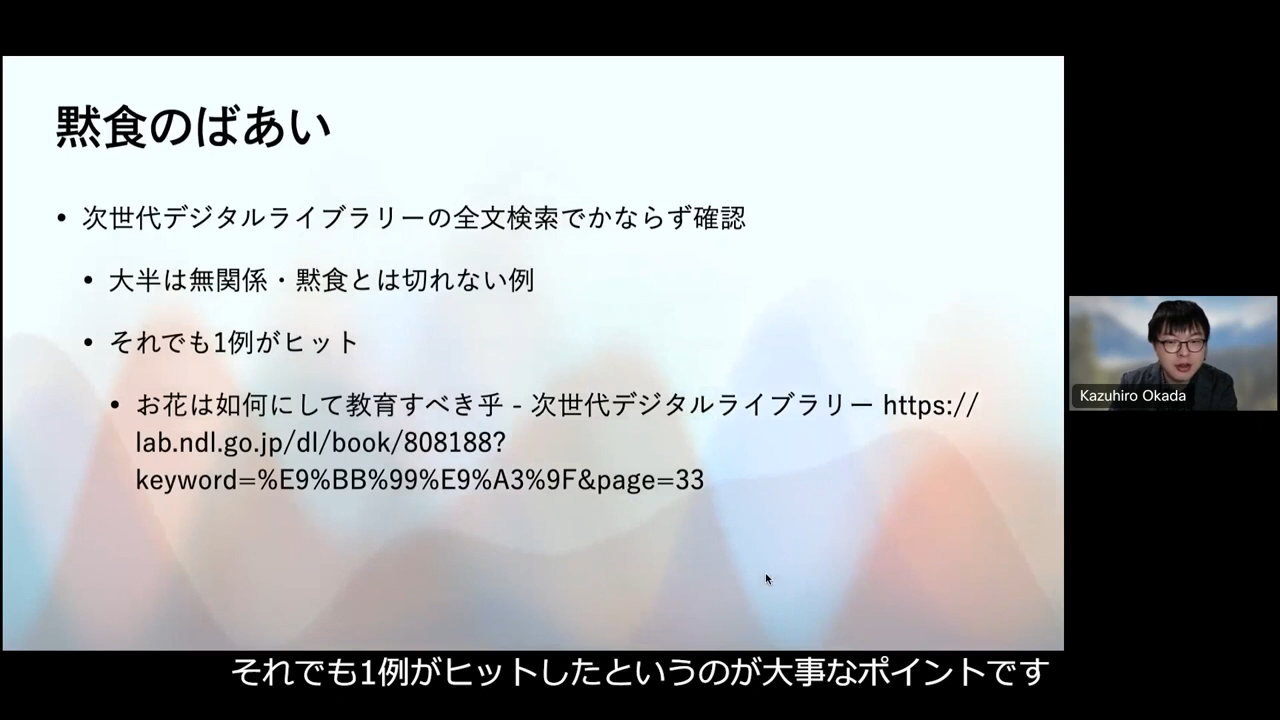 黙食のばあい
• 次世代デジタルライブラリーの全文検索でかならず確認
• 大半は無関係・黙食とは切れない例
• それでも1例がヒット
• お花は如何にして教育すべき乎 - 次世代デジタルライブラリー https://
lab.ndl.go.jp/dl/book/808188?
keyword=%E9%BB%99%E9%A3%9F&page=33
Kazuhiro Okada
それでも1例がヒットしたというのが大事なポイントです